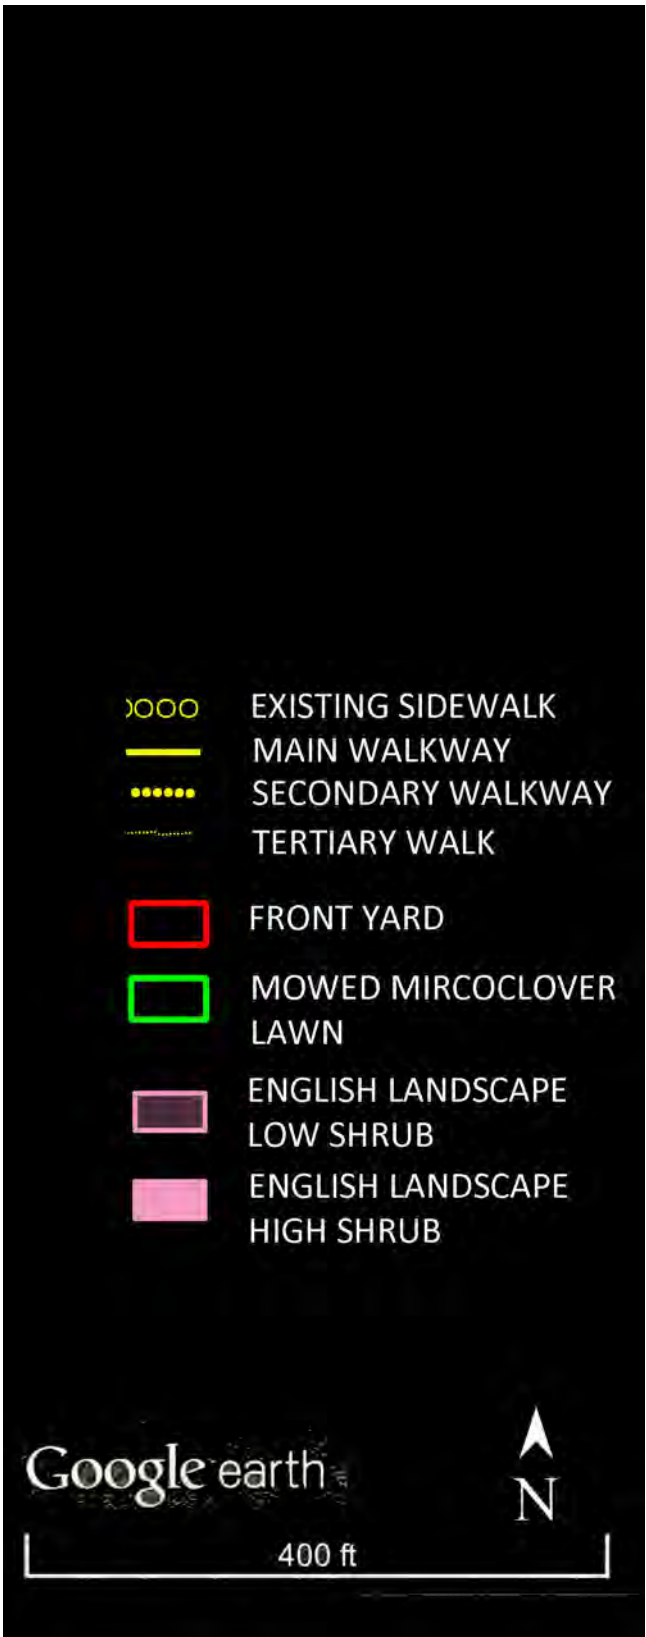 EXISTING SIDEWALK
MAIN WALKWAY
SECONDARY WALKWAY
TERTIARY WALK
FRONT YARD
MOWED MIRCOCLOVER
LAWN
ENGLISH LANDSCAPE
LOW SHRUB
ENGLISH LANDSCAPE
HIGH SHRUB
Google earth
N
400 ft